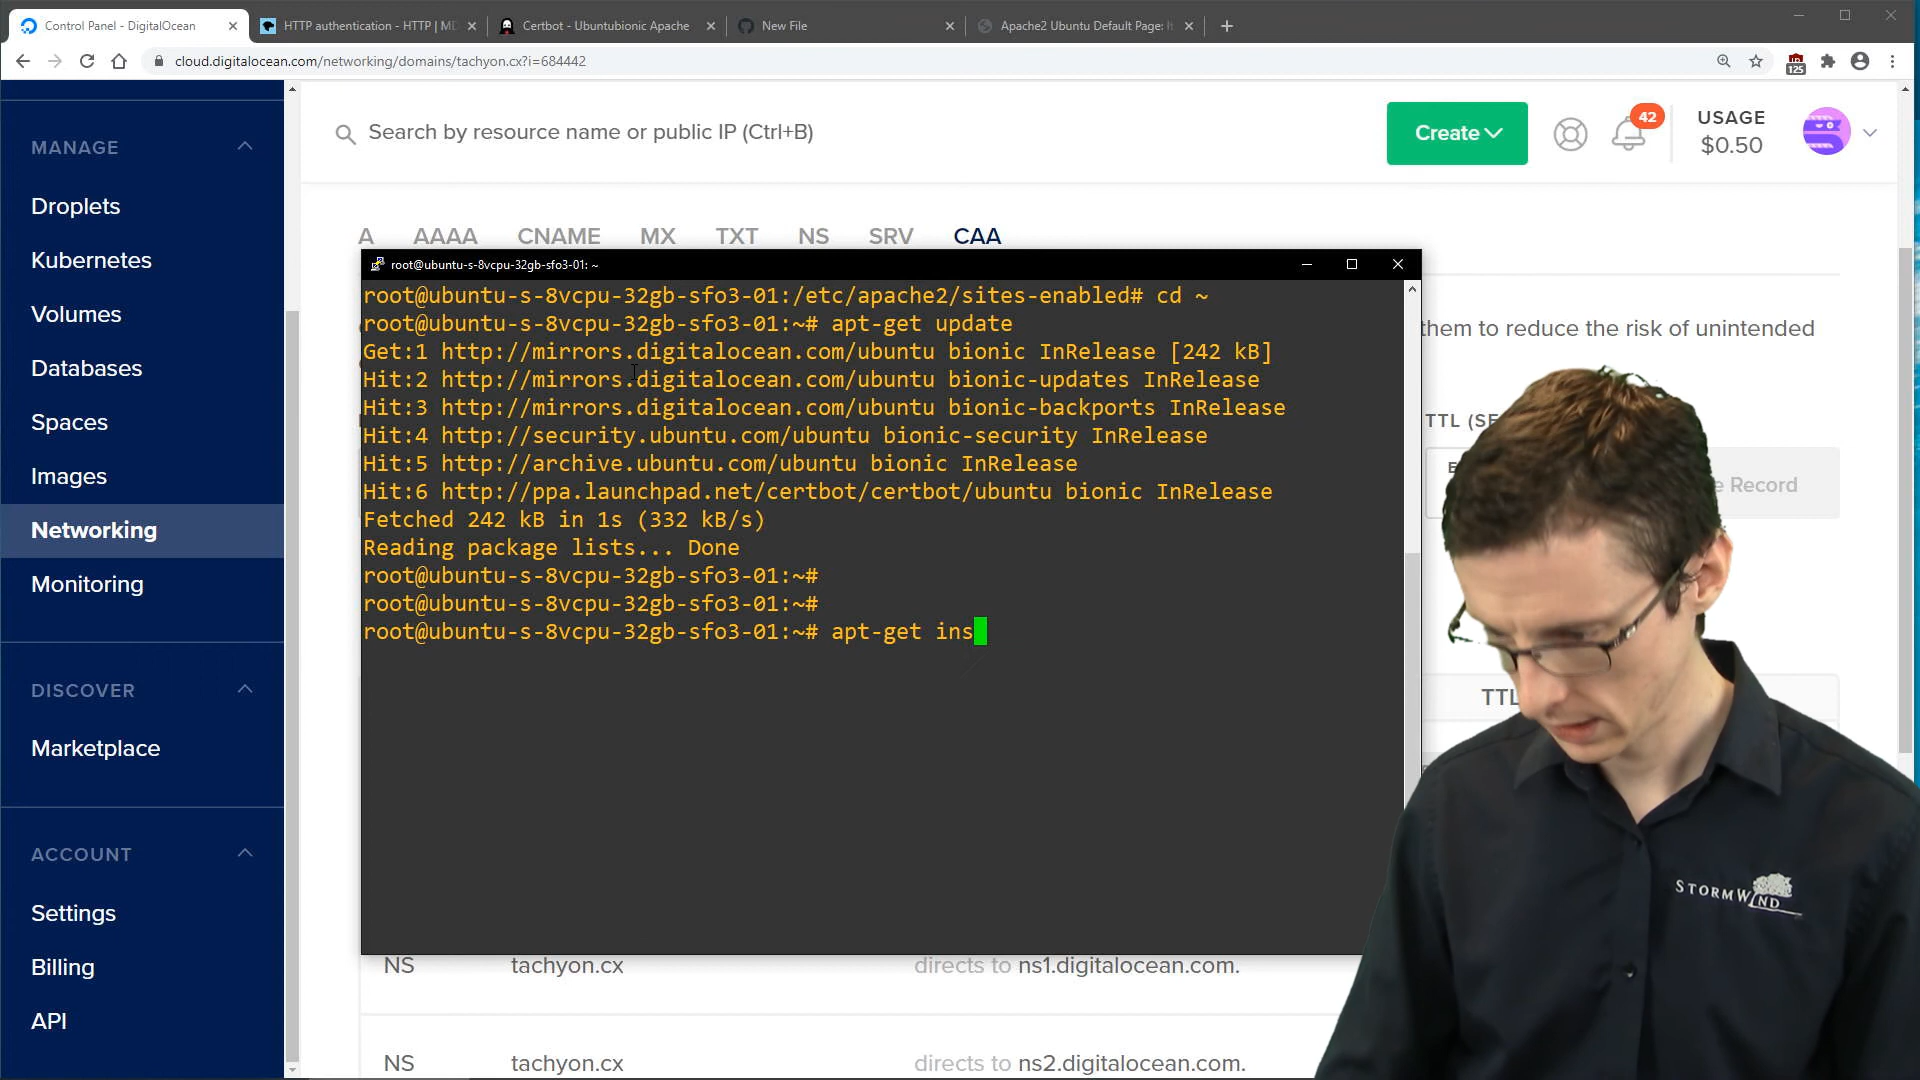 Control Panel - DigitalOcean
HTTP authentication - HTTP | MD
Certbot - Ubuntubionic Apache
New File
Apache2 Ubuntu Default Page: It
cloud.digitalocean.com/networking/domains/tachyon.cx?i=684442
125
MANAGE
Droplets
Kubernetes
Volumes
Databases
Spaces
Images
Networking
Monitoring
DISCOVER
Marketplace
ACCOUNT
Settings
Billing
API
Search by resource name or public IP (Ctrl+B)
Create
42
USAGE
$0.50
A AAAA CNAME MX TXT NS SRV CAA
them to reduce the risk of unintended
TTL (SE
e Record
TTL
root@ubuntu-s-8vcpu-32gb-sfo3-01: ~
root@ubuntu-s-8vcpu-32gb-sfo3-01:/etc/apache2/sites-enabled# cd ~
root@ubuntu-s-8vcpu-32gb-sfo3-01:~# apt-get update
Get:1 http://mirrors.digitalocean.com/ubuntu bionic InRelease [242 kB]
Hit:2 http://mirrors.digitalocean.com/ubuntu bionic-updates InRelease
Hit:3 http://mirrors.digitalocean.com/ubuntu bionic-backports InRelease
Hit:4 http://security.ubuntu.com/ubuntu bionic-security InRelease
Hit:5 http://archive.ubuntu.com/ubuntu bionic InRelease
Hit:6 http://ppa.launchpad.net/certbot/certbot/ubuntu bionic InRelease
Fetched 242 kB in 1s (332 kB/s)
Reading package lists... Done
root@ubuntu-s-8vcpu-32gb-sfo3-01:~#
root@ubuntu-s-8vcpu-32gb-sfo3-01:~#
root@ubuntu-s-8vcpu-32gb-sfo3-01:~# apt-get ins
NS tachyon.cx directs to ns1.digitalocean.com.
NS tachyon.cx directs to ns2.digitalocean.com.
STORMWIND